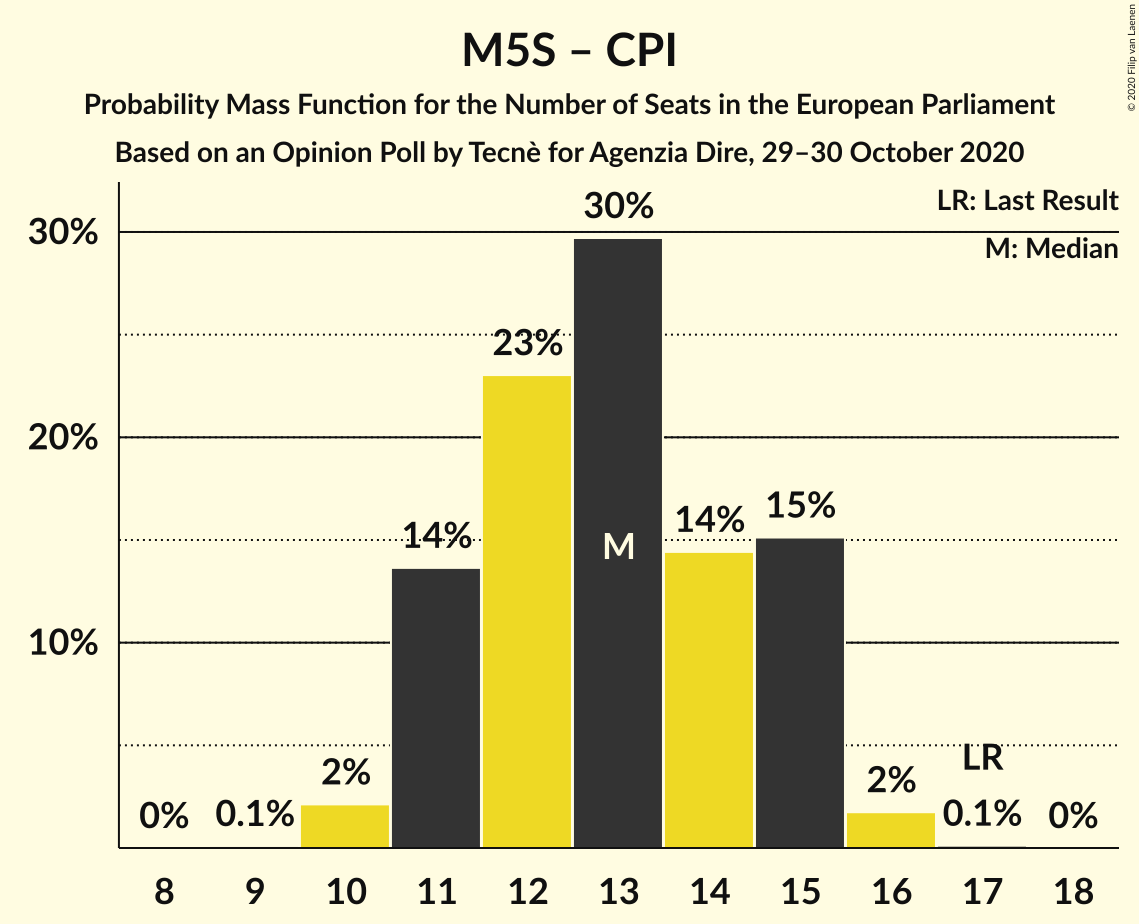 M5S – CPI
Probability Mass Function for the Number of Seats in the European Parliament
Based on an Opinion Poll by Tecnè for Agenzia Dire, 29–30 October 2020
© 2020 Filip van Laenen
LR: Last Result
M: Median
30%
20%
10%
0%
0.1%
2%
14%
23%
30%
M
14%
15%
2%
LR
0.1%
0%
8 9 10 11 12 13 14 15 16 17 18